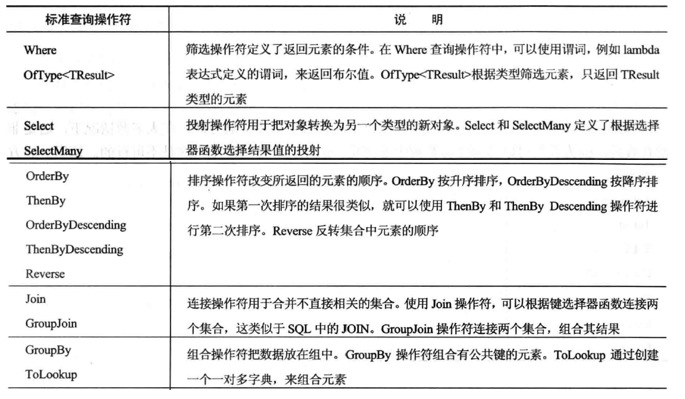 标准查询操作符 说 明
Where
OfType<TResult>
筛选操作符定义了返回元素的条件。在 Where 查询操作符中，可以使用谓词，例如 lambda
表达式定义的谓词，来返回布尔值。OfType<TResult>根据类型筛选元素，只返回 TResult
类型的元素
Select
SelectMany
投射操作符用于把对象转换为另一个类型的新对象。Select 和 SelectMany 定义了根据选择
器函数选择结果值的投射
OrderBy
ThenBy
OrderByDescending
ThenByDescending
Reverse
排序操作符改变所返回的元素的顺序。OrderBy 按升序排序，OrderByDescending 按降序排
序。如果第一次排序的结果很类似，就可以使用 ThenBy 和 ThenBy Descending 操作符进
行第二次排序。Reverse 反转集合中元素的顺序
Join
GroupJoin
连接操作符用于合并不直接相关的集合。使用 Join 操作符，可以根据键选择器函数连接两
个集合，这类似于 SQL 中的 JOIN。GroupJoin 操作符连接两个集合，组合其结果
GroupBy
ToLookup
组合操作符把数据放在组中。GroupBy 操作符组合有公共键的元素。ToLookup 通过创建
一个一对多字典，来组合元素